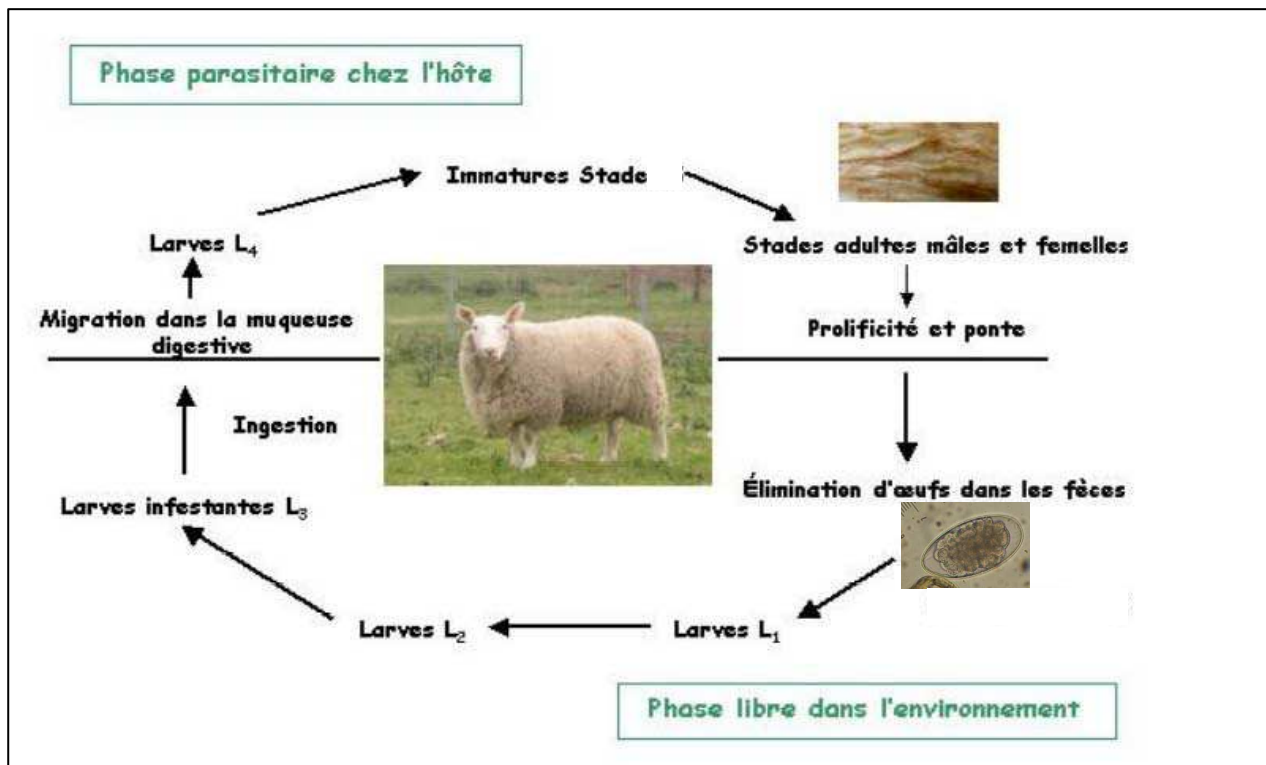 Phase parasitaire chez l'hôte
Immatures Stade
Larves L₄
Stades adultes mâles et femelles
Migration dans la muqueuse
digestive
Prolificité et ponte
Ingestion
Larves infestantes L₃
Élimination d'œufs dans les fèces
Larves L₂
Larves L₁
Phase libre dans l'environnement